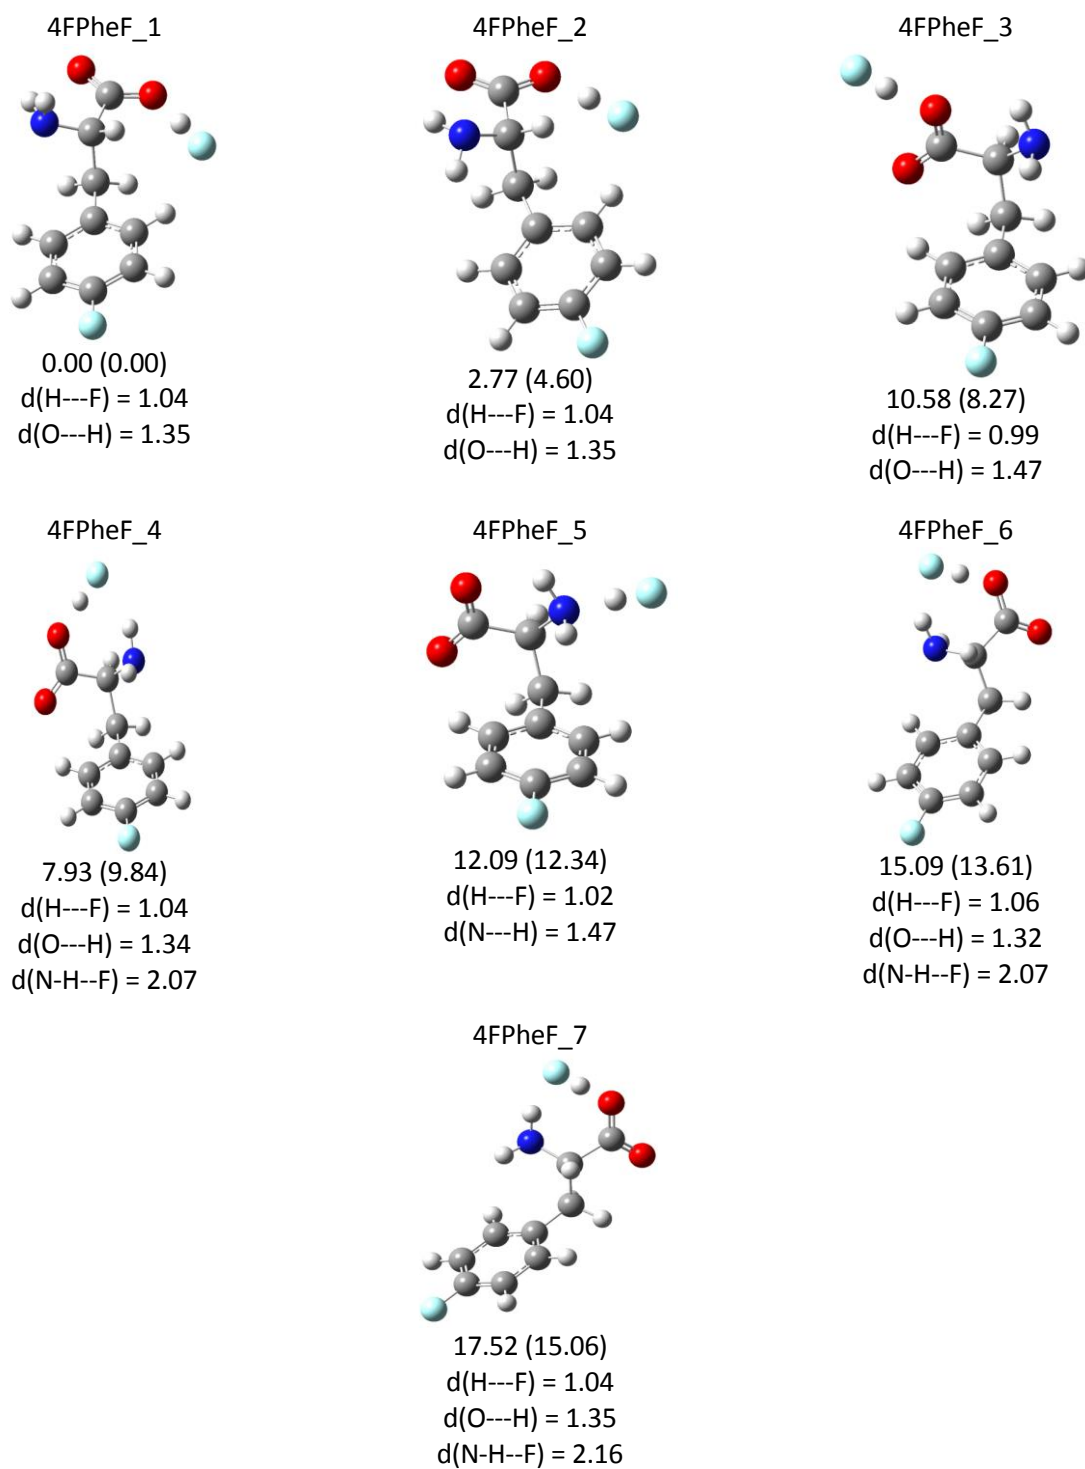 4FPheF_1
0.00 (0.00)
d(H---F) = 1.04
d(O---H) = 1.35
4FPheF_2
2.77 (4.60)
d(H---F) = 1.04
d(O---H) = 1.35
4FPheF_3
10.58 (8.27)
d(H---F) = 0.99
d(O---H) = 1.47
4FPheF_4
7.93 (9.84)
d(H---F) = 1.04
d(O---H) = 1.34
d(N-H--F) = 2.07
4FPheF_5
12.09 (12.34)
d(H---F) = 1.02
d(N---H) = 1.47
4FPheF_6
15.09 (13.61)
d(H---F) = 1.06
d(O---H) = 1.32
d(N-H--F) = 2.07
4FPheF_7
17.52 (15.06)
d(H---F) = 1.04
d(O---H) = 1.35
d(N-H--F) = 2.16